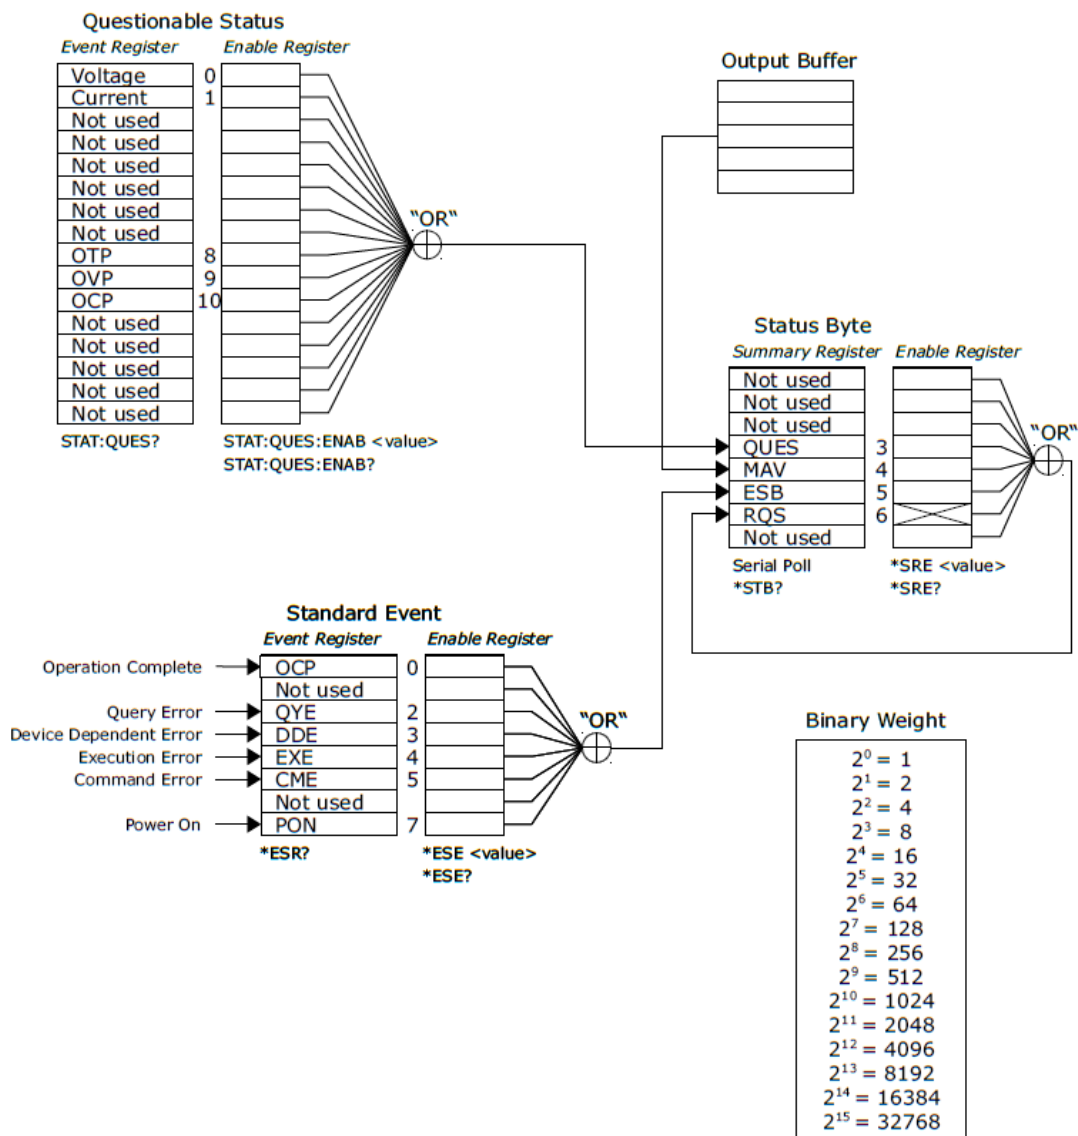 Questionable Status
Event Register Enable Register
Voltage 0
Current 1
Not used
Not used
Not used
Not used
Not used
Not used
OTP 8
OVP 9
OCP 10
Not used
Not used
Not used
Not used
Not used
STAT:QUES? STAT:QUES:ENAB <value>
STAT:QUES:ENAB?
"OR"
Output Buffer
Status Byte
Summary Register Enable Register
Not used
Not used
Not used
QUES 3
MAV 4
ESB 5
RQS 6
Not used
"OR"
Serial Poll *SRE <value>
*STB? *SRE?
Standard Event
Event Register Enable Register
Operation Complete OCP 0
Not used
Query Error QYE 2
Device Dependent Error DDE 3
Execution Error EXE 4
Command Error CME 5
Not used
Power On PON 7
*ESR? *ESE <value>
*ESE?
"OR"
Binary Weight
2⁰ = 1
2¹ = 2
2² = 4
2³ = 8
2⁴ = 16
2⁵ = 32
2⁶ = 64
2⁷ = 128
2⁸ = 256
2⁹ = 512
2¹⁰ = 1024
2¹¹ = 2048
2¹² = 4096
2¹³ = 8192
2¹⁴ = 16384
2¹⁵ = 32768